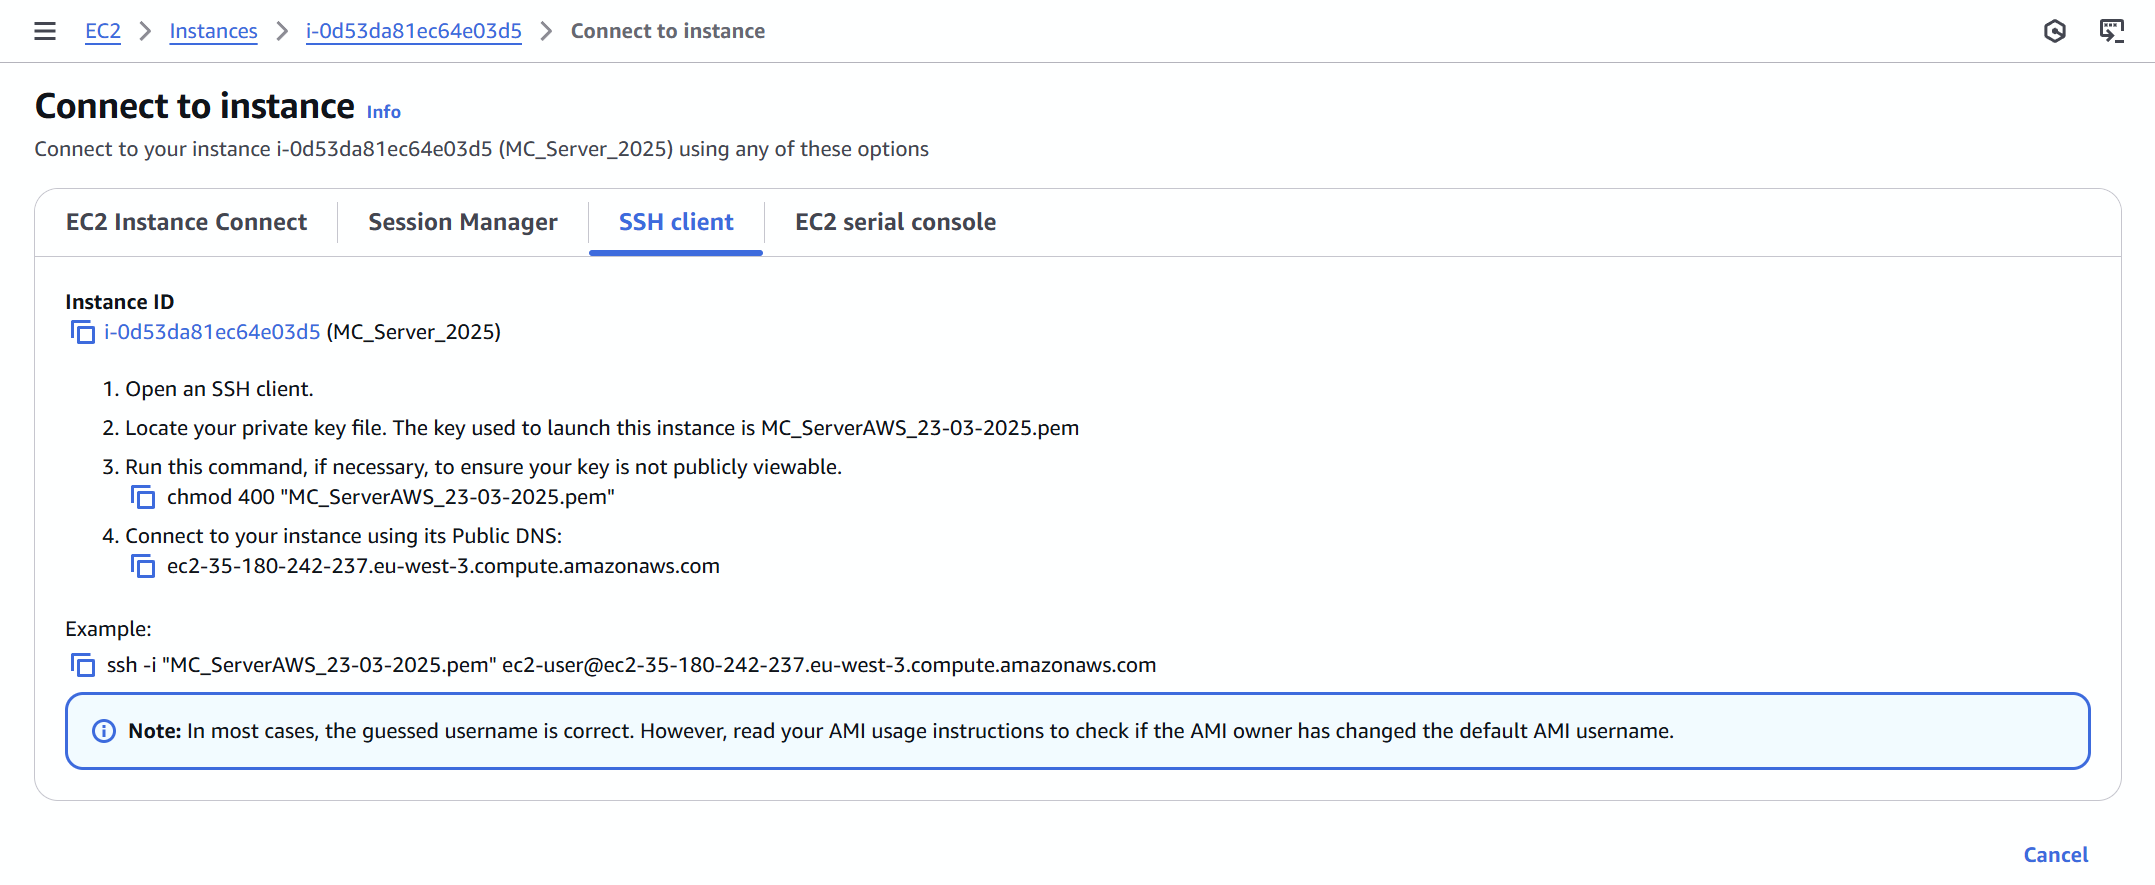 EC2 Instances i-0d53da81ec64e03d5 Connect to instance
Connect to instance Info
Connect to your instance i-0d53da81ec64e03d5 (MC_Server_2025) using any of these options
EC2 Instance Connect Session Manager SSH client EC2 serial console
Instance ID
i-0d53da81ec64e03d5 (MC_Server_2025)
1. Open an SSH client.
2. Locate your private key file. The key used to launch this instance is MC_ServerAWS_23-03-2025.pem
3. Run this command, if necessary, to ensure your key is not publicly viewable.
chmod 400 "MC_ServerAWS_23-03-2025.pem"
4. Connect to your instance using its Public DNS:
ec2-35-180-242-237.eu-west-3.compute.amazonaws.com
Example:
ssh -i "MC_ServerAWS_23-03-2025.pem" ec2-user@ec2-35-180-242-237.eu-west-3.compute.amazonaws.com
Note: In most cases, the guessed username is correct. However, read your AMI usage instructions to check if the AMI owner has changed the default AMI username.
Cancel